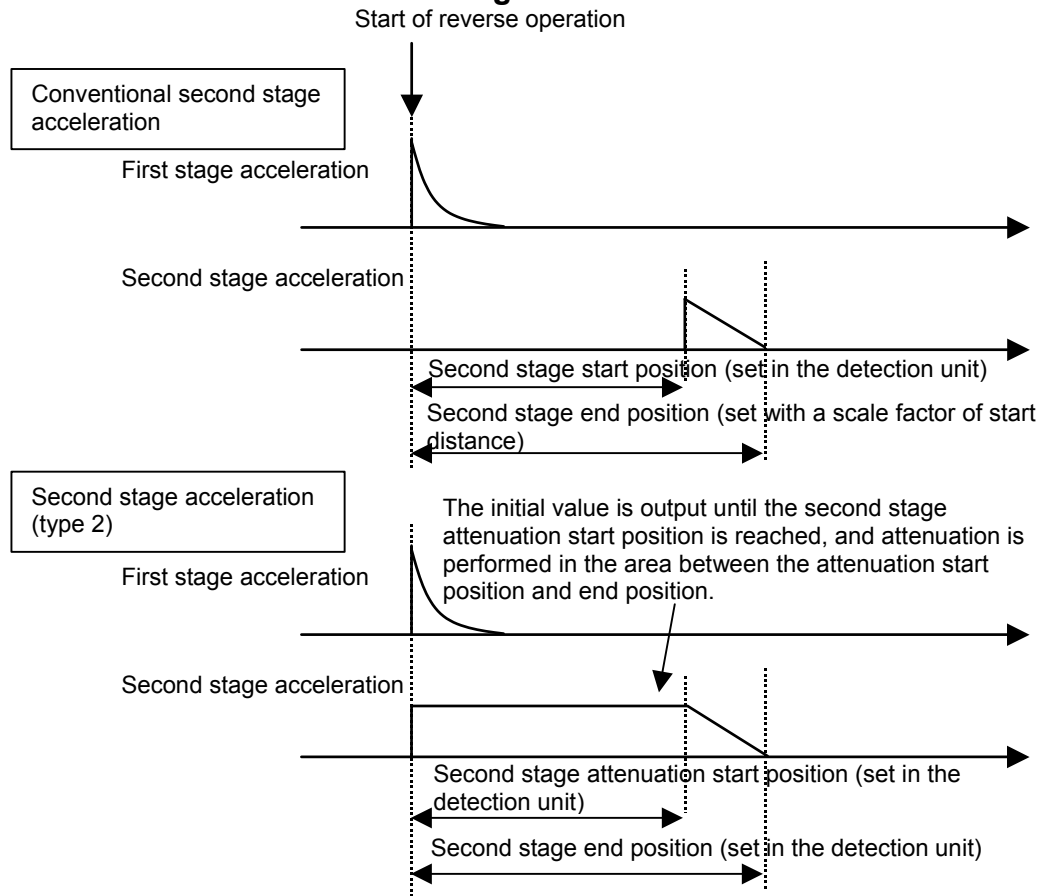 Start of reverse operation
Conventional second stage
acceleration
First stage acceleration
Second stage acceleration
Second stage start position (set in the detection unit)
Second stage end position (set with a scale factor of start
distance)
Second stage acceleration
(type 2)
The initial value is output until the second stage
attenuation start position is reached, and attenuation is
performed in the area between the attenuation start
position and end position.
First stage acceleration
Second stage acceleration
Second stage attenuation start position (set in the
detection unit)
Second stage end position (set in the detection unit)